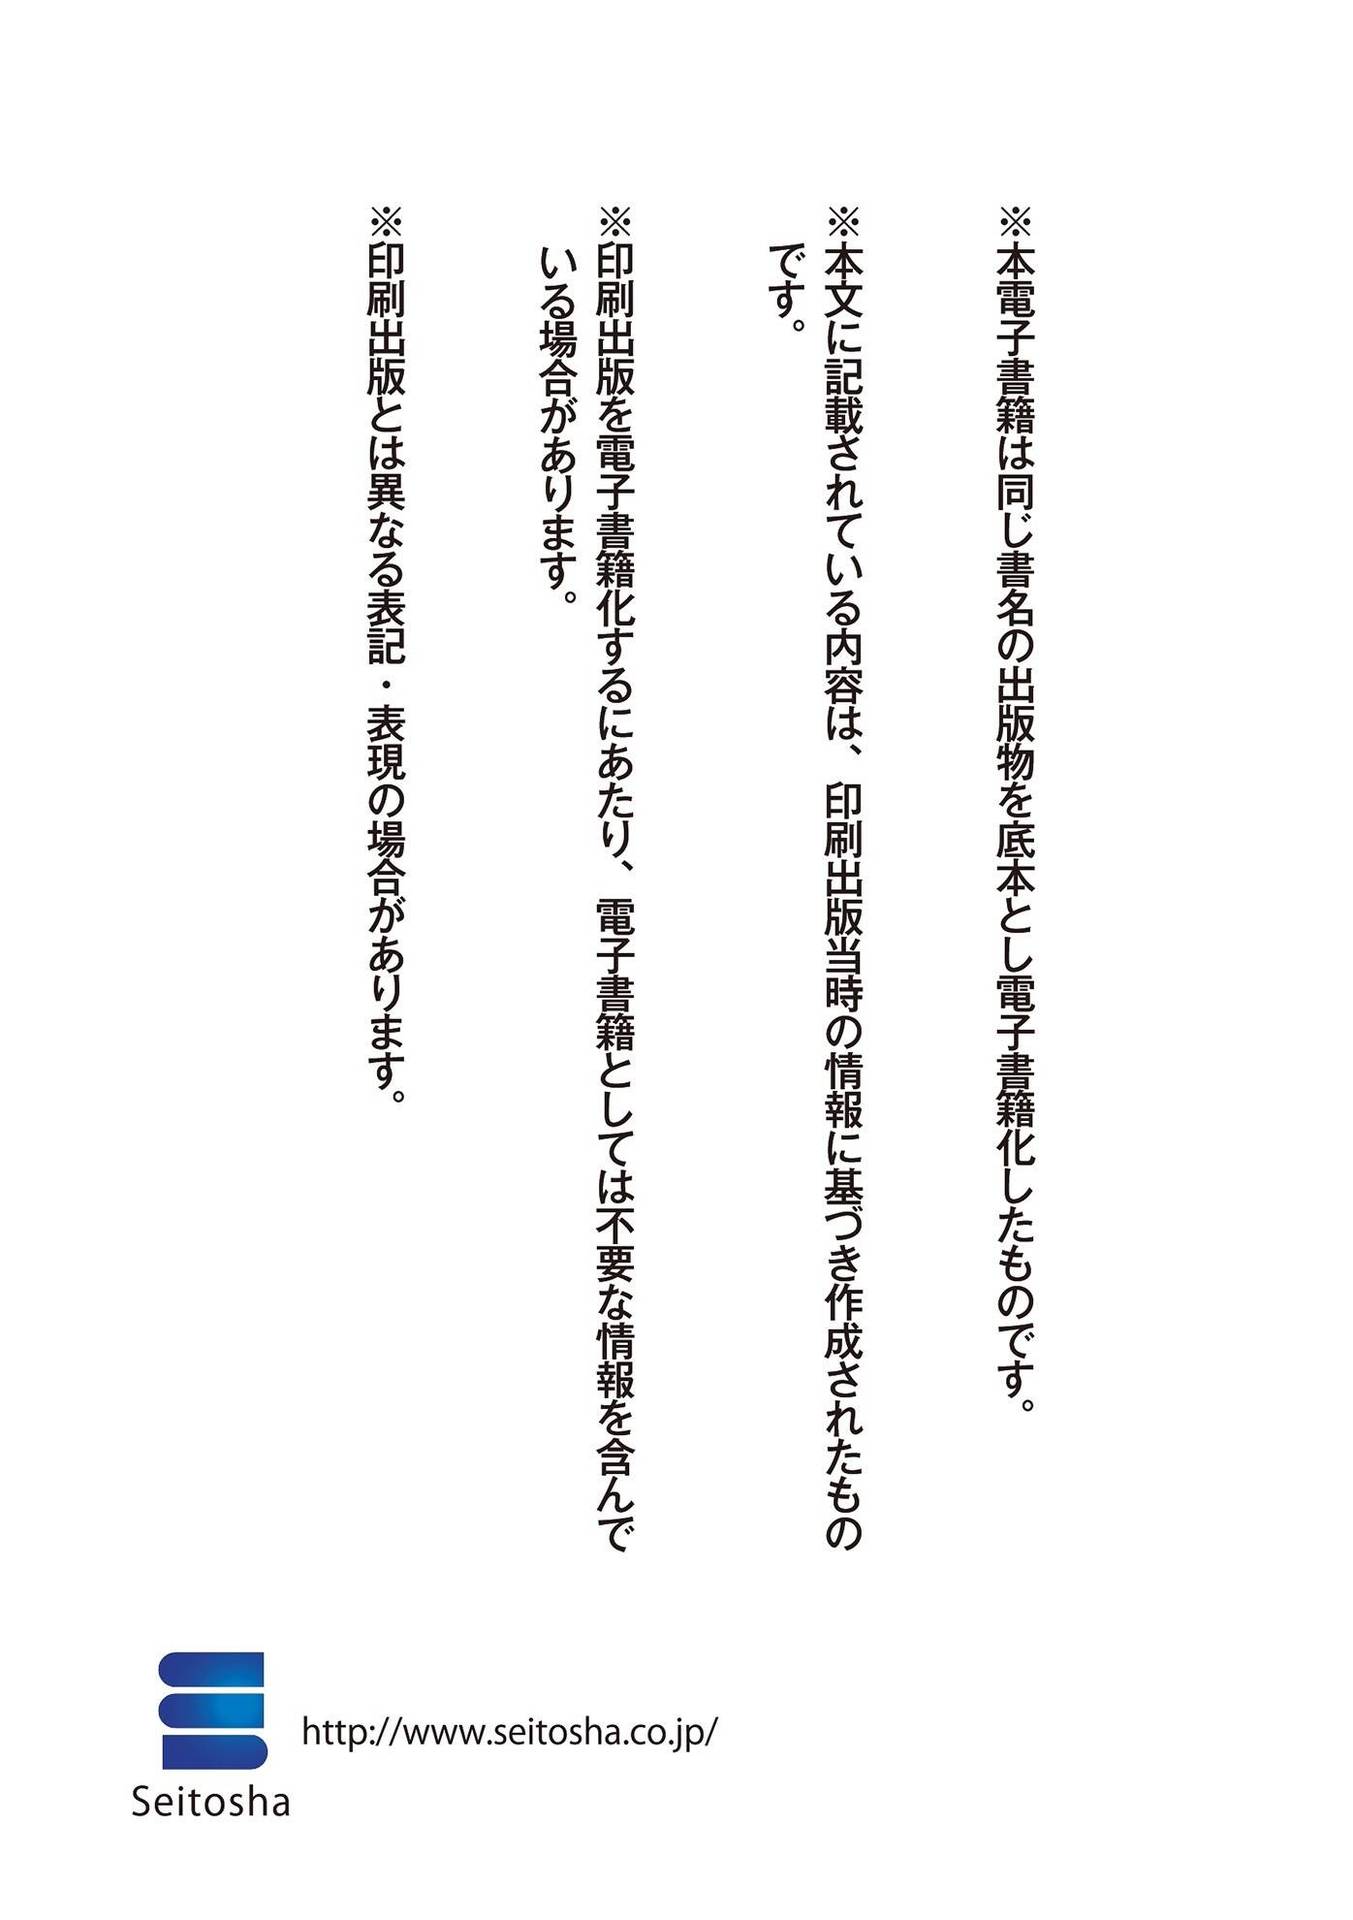 ※本電子書籍は同じ書名の出版物を底本とし電子書籍化したものです。
※本文に記載されている内容は、印刷出版当時の情報に基づき作成されたもの
です。
※印刷出版を電子書籍化するにあたり、電子書籍としては不要な情報を含んで
いる場合があります。
※印刷出版とは異なる表記・表現の場合があります。
http://www.seitosha.co.jp/
Seitosha